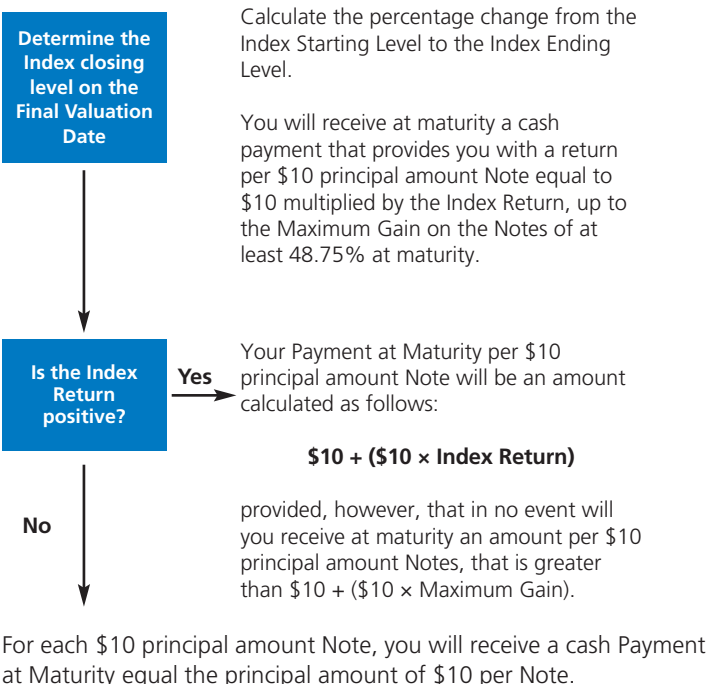 Determine the
Index closing
level on the
Final Valuation
Date
Calculate the percentage change from the
Index Starting Level to the Index Ending
Level.
You will receive at maturity a cash
payment that provides you with a return
per $10 principal amount Note equal to
$10 multiplied by the Index Return, up to
the Maximum Gain on the Notes of at
least 48.75% at maturity.
Is the Index
Return
positive?
Yes
Your Payment at Maturity per $10
principal amount Note will be an amount
calculated as follows:
$10 + ($10 × Index Return)
provided, however, that in no event will
you receive at maturity an amount per $10
principal amount Notes, that is greater
than $10 + ($10 × Maximum Gain).
No
For each $10 principal amount Note, you will receive a cash Payment
at Maturity equal the principal amount of $10 per Note.